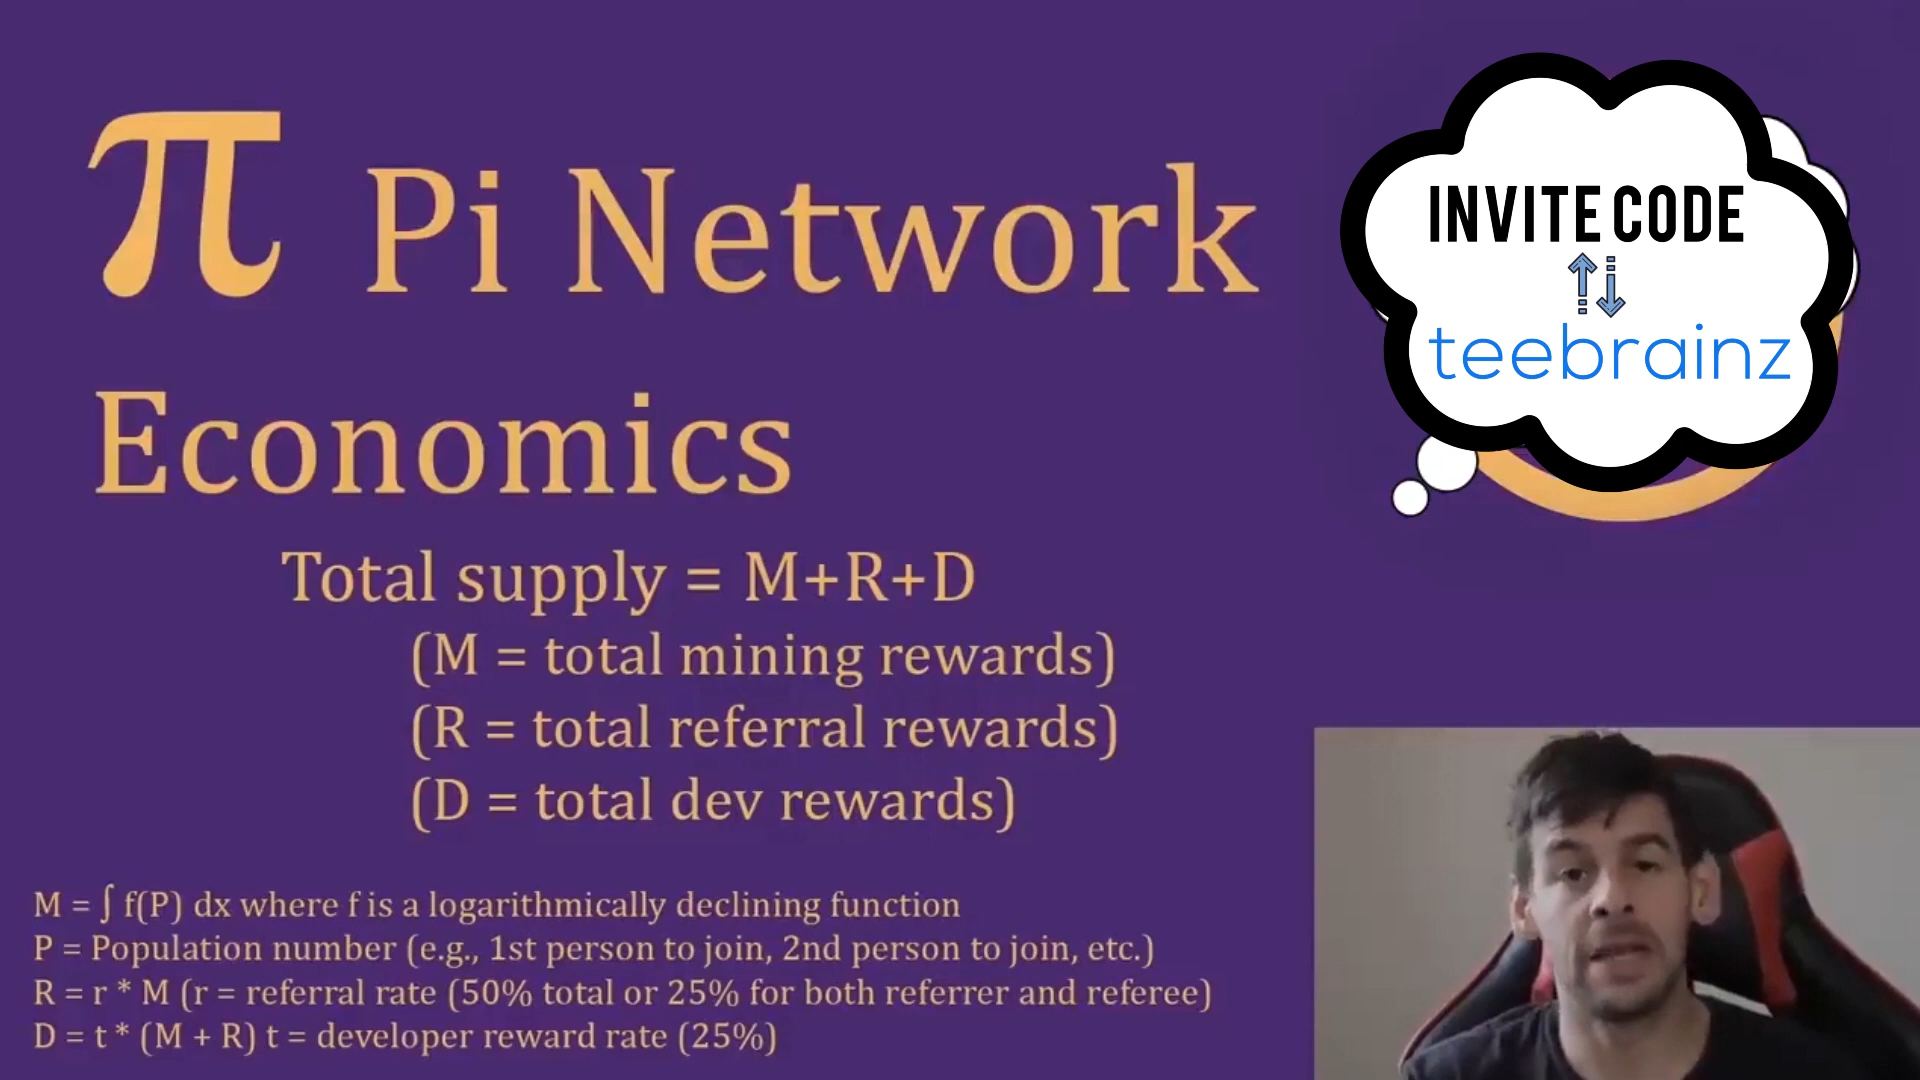 π Pi Network
Economics
INVITE CODE
teebrainz
Total supply = M+R+D
(M = total mining rewards)
(R = total referral rewards)
(D = total dev rewards)
M = ∫ f(P) dx where f is a logarithmically declining function
P = Population number (e.g., 1st person to join, 2nd person to join, etc.)
R = r * M (r = referral rate (50% total or 25% for both referrer and referee)
D = t * (M + R) t = developer reward rate (25%)